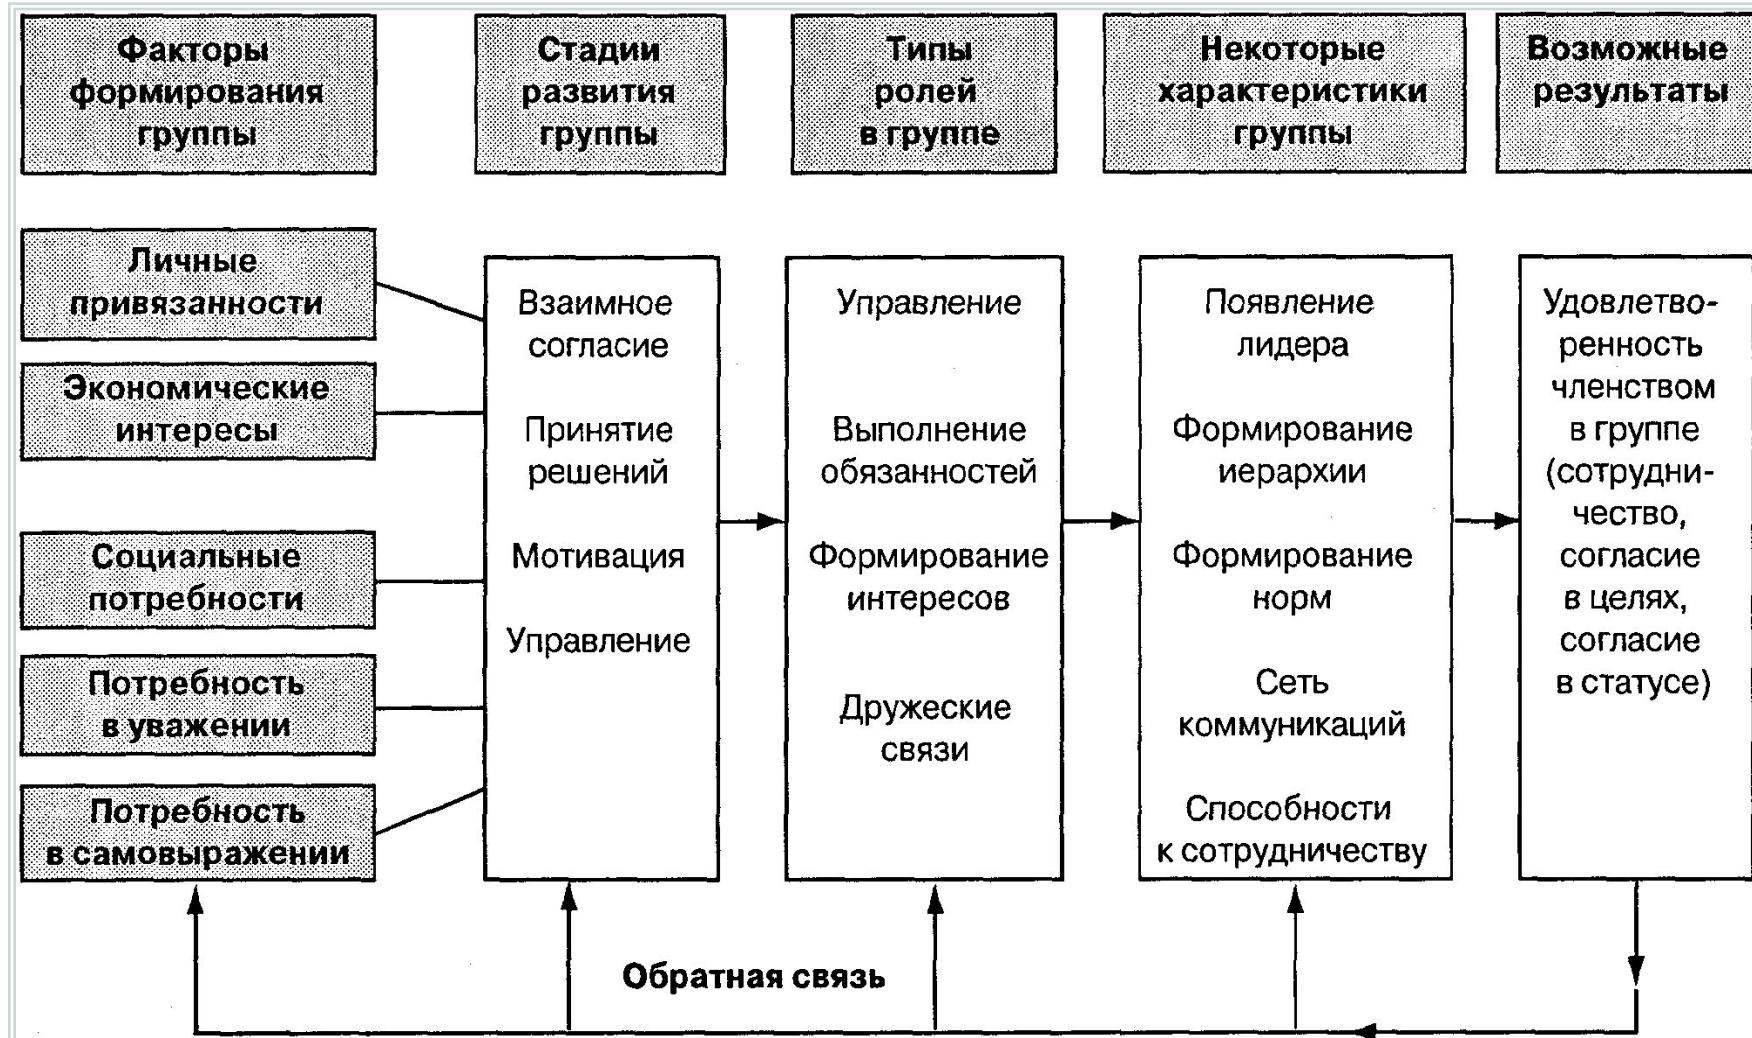 Факторы
формирования
группы
Стадии
развития
группы
Типы
ролей
в группе
Некоторые
характеристики
группы
Возможные
результаты
Личные
привязанности
Экономические
интересы
Социальные
потребности
Потребность
в уважении
Потребность
в самовыражении
Взаимное
согласие
Принятие
решений
Мотивация
Управление
Управление
Выполнение
обязанностей
Формирование
интересов
Дружеские
связи
Появление
лидера
Формирование
иерархии
Формирование
норм
Сеть
коммуникаций
Способности
к сотрудничеству
Удовлетво-
ренность
членством
в группе
(сотрудни-
чество,
согласие
в целях,
согласие
в статусе)
Обратная связь